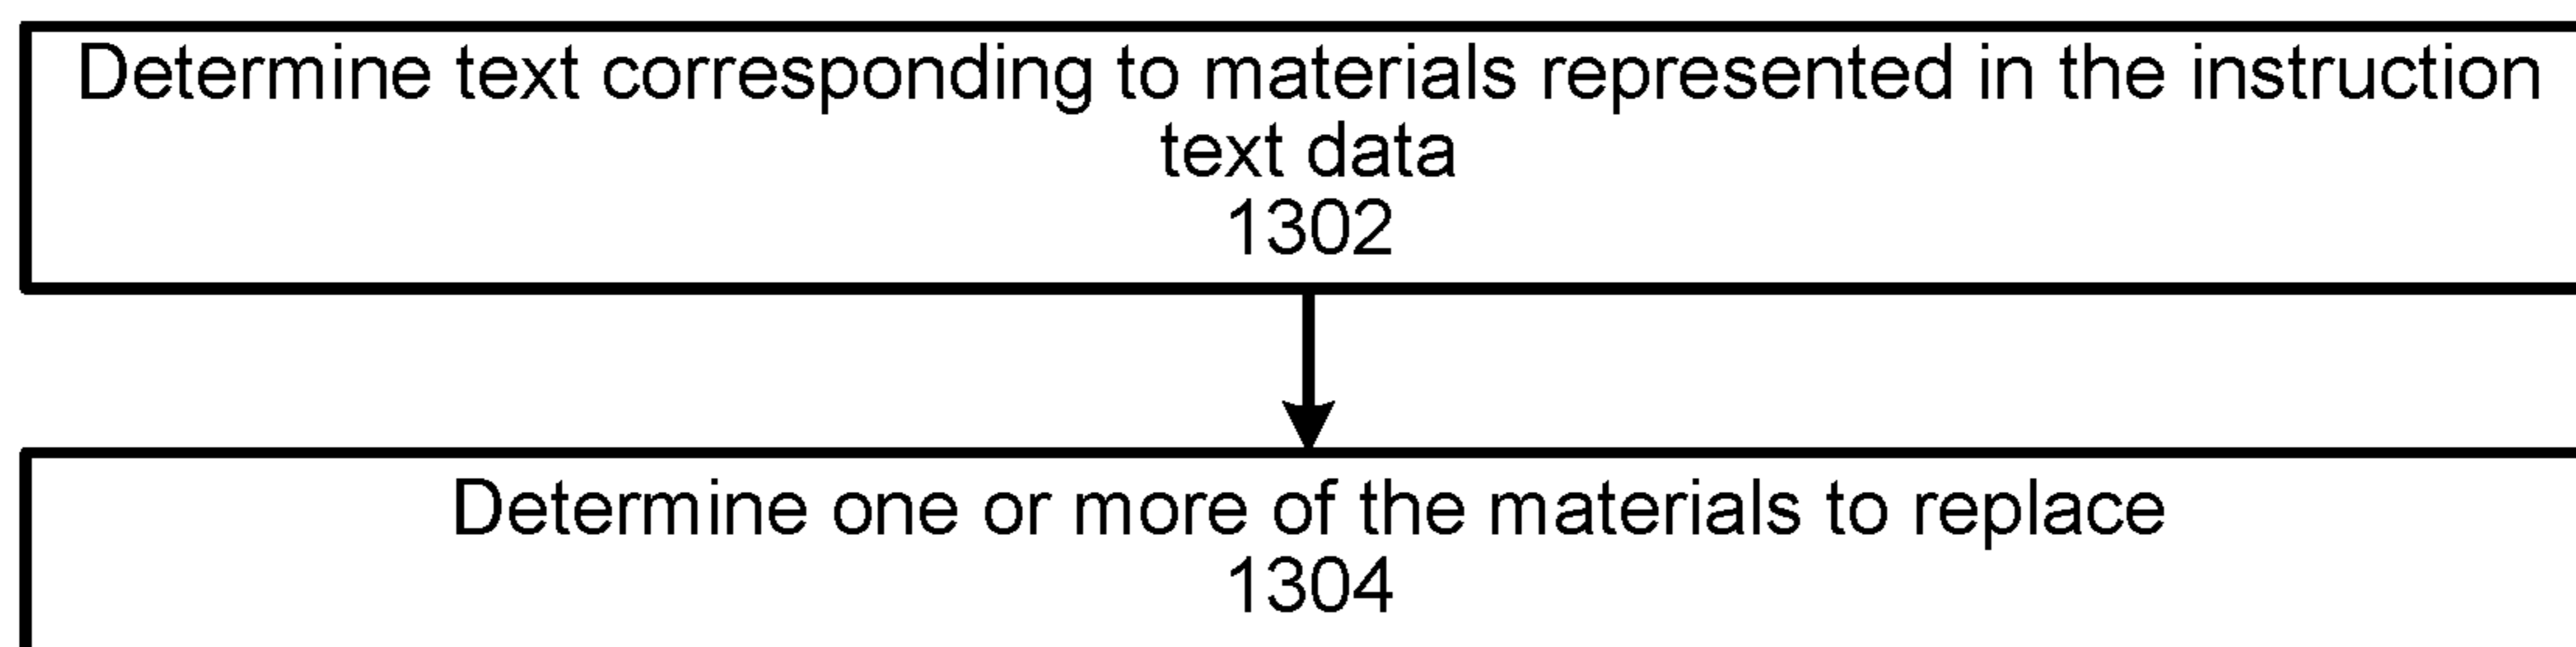 Determine text corresponding to materials represented in the instruction
text data
1302
Determine one or more of the materials to replace
1304